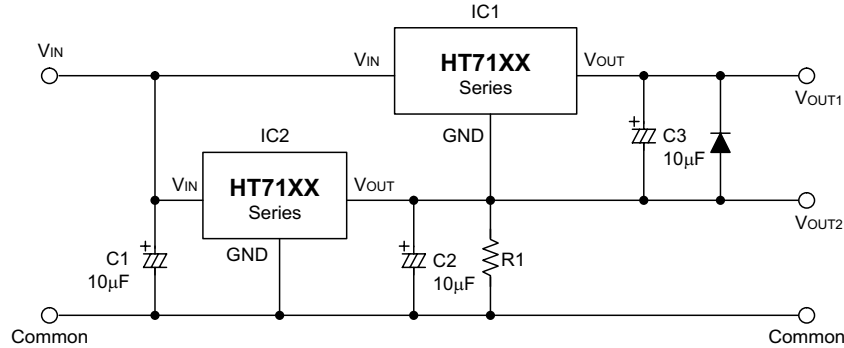 IC1
VIN
VIN
HT71XX
VOUT
Series
VOUT1
GND
C3
10μF
IC2
VIN
HT71XX
VOUT
Series
VOUT2
GND
C1
10μF
C2
10μF
R1
Common
Common